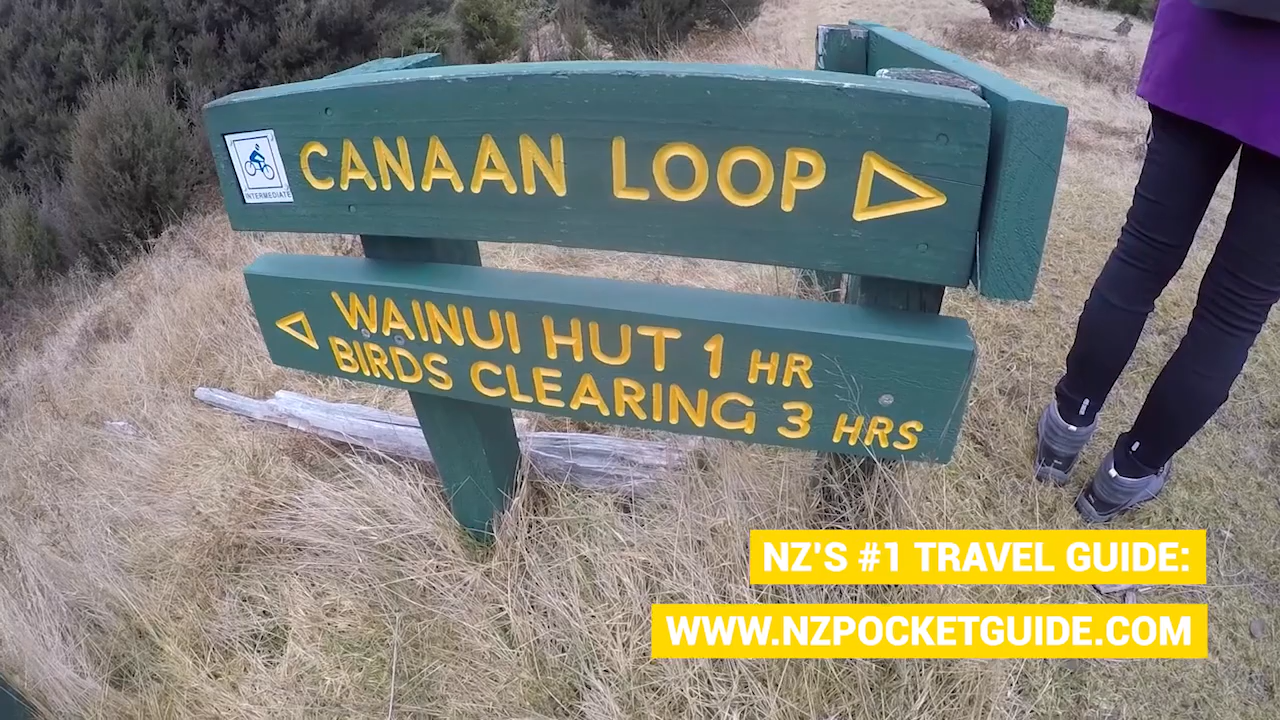 CANAAN LOOP
INTERMEDIATE
WAINUI HUT 1 HR
BIRDS CLEARING 3 HRS
NZ'S #1 TRAVEL GUIDE:
WWW.NZPOCKETGUIDE.COM